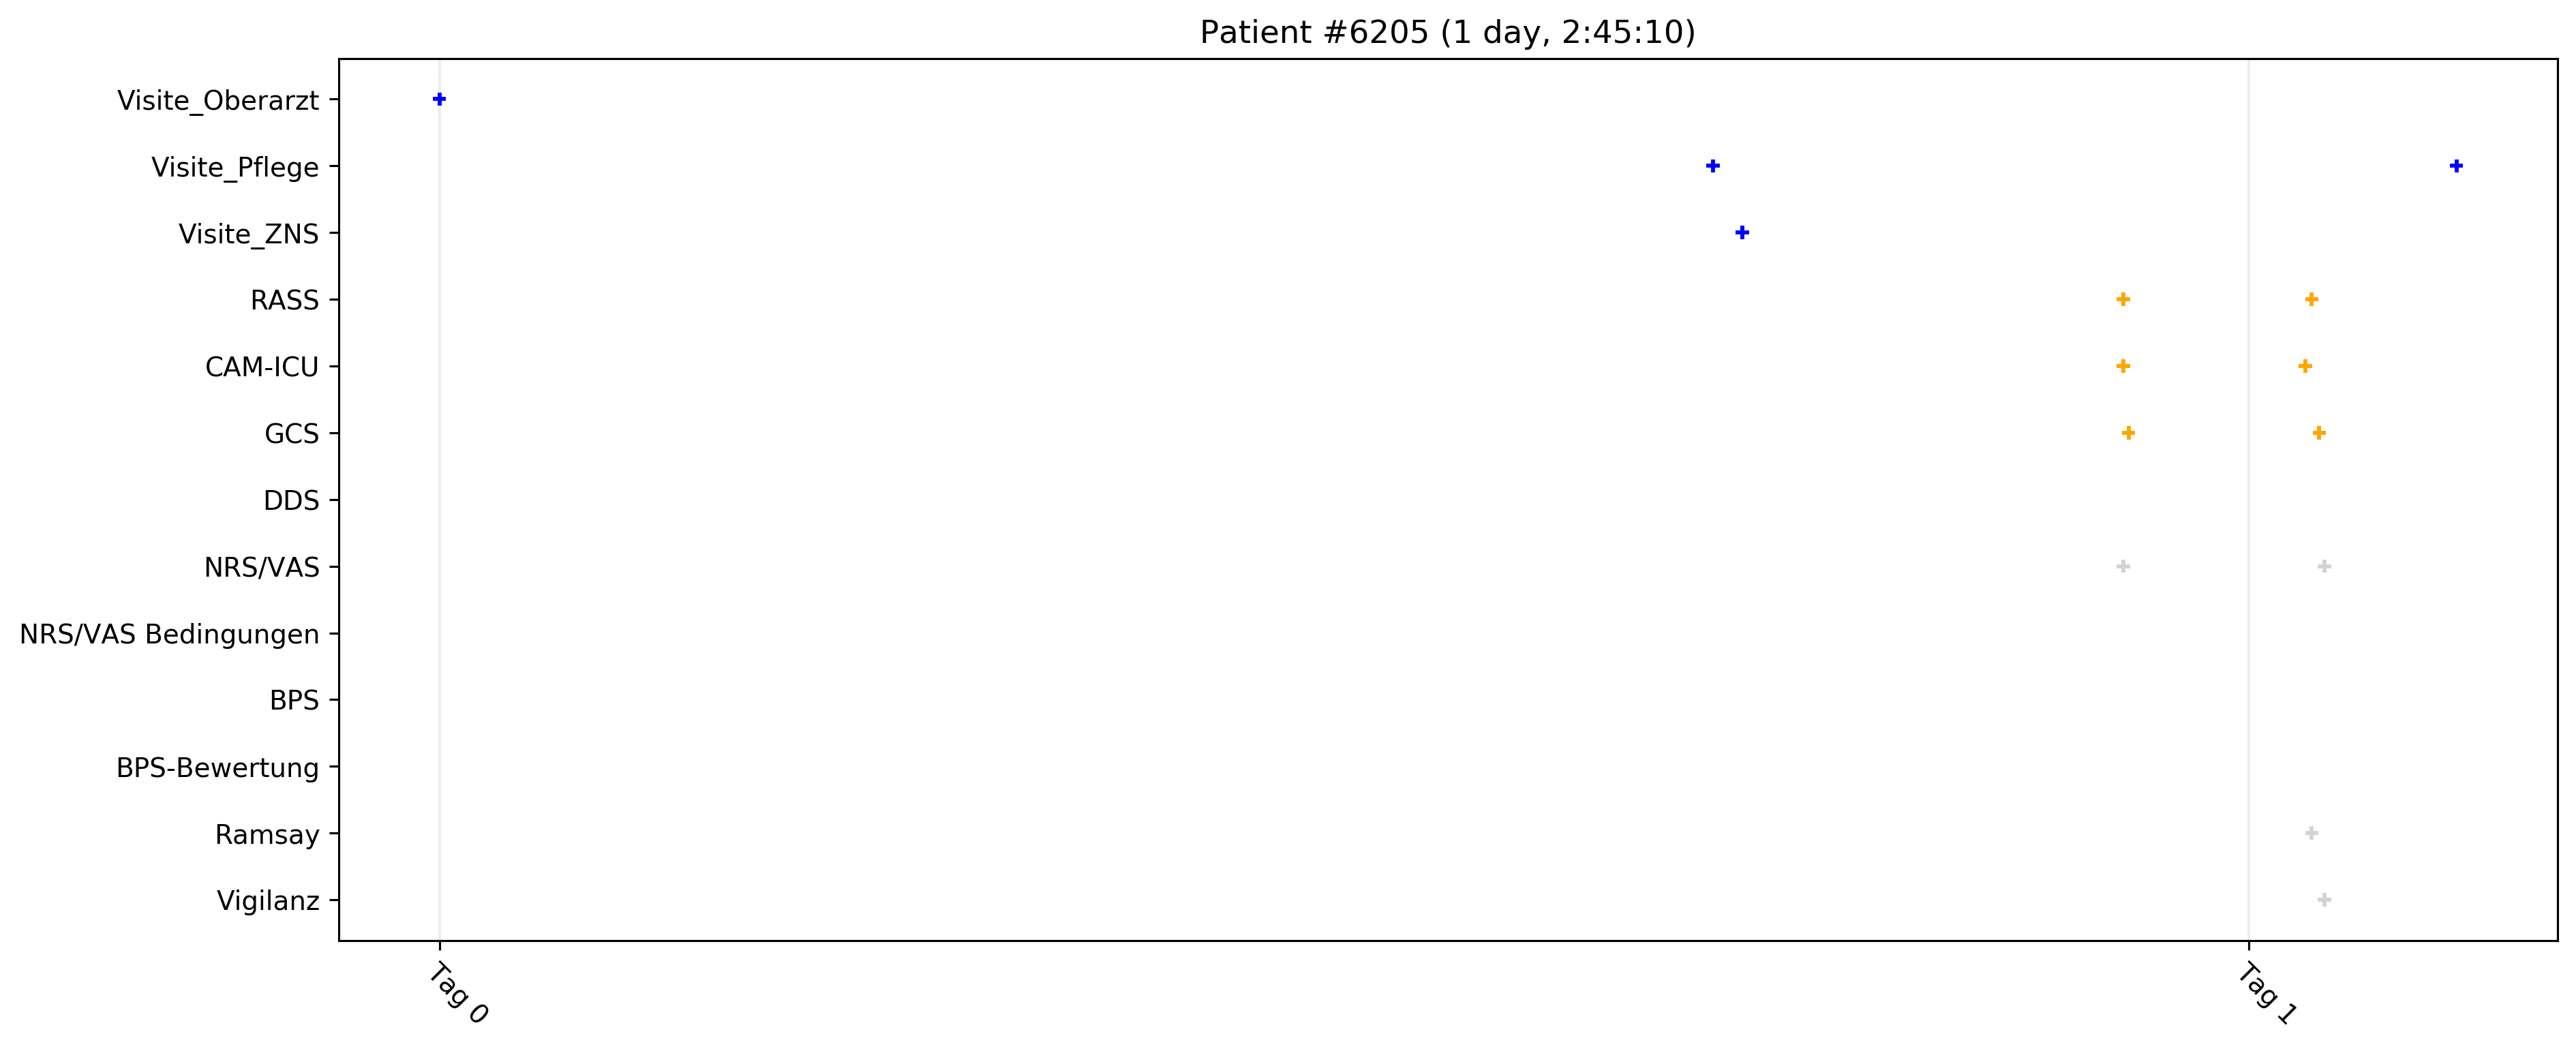 Patient #6205 (1 day, 2:45:10)
Visite_Oberarzt
Visite_Pflege
Visite_ZNS
RASS
CAM-ICU
GCS
DDS
NRS/VAS
NRS/VAS Bedingungen
BPS
BPS-Bewertung
Ramsay
Vigilanz
Tag 0
Tag 1